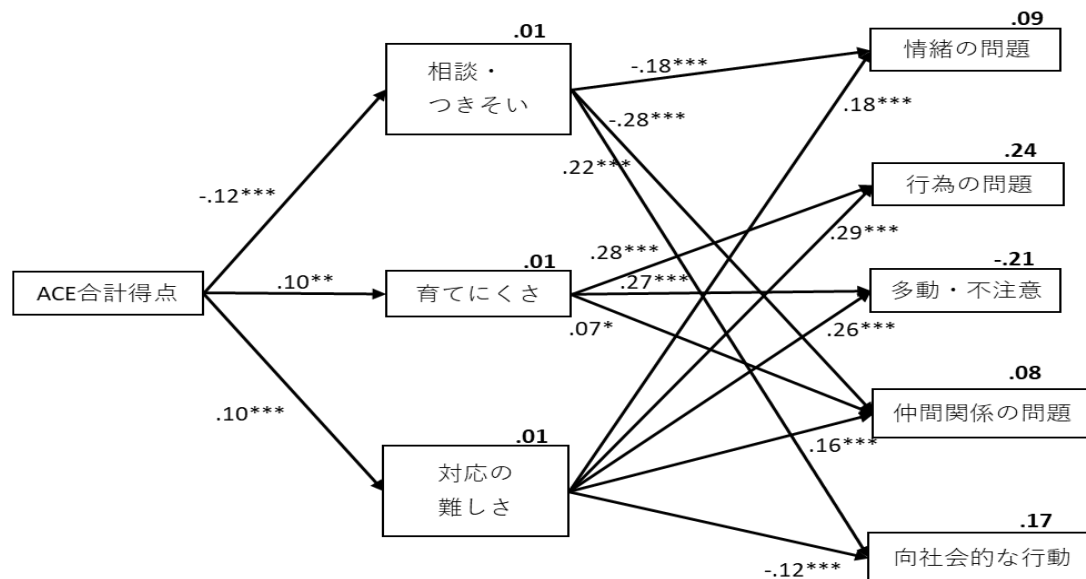 .01
.09
相談・
つきそい
情緒の問題
-.18***
.18***
-.28***
.22***
.24
行為の問題
-.12***
.29***
.28***
.01
-.21
ACE合計得点
.10**
育てにくさ
.27***
多動・不注意
.07*
.26***
.08
仲間関係の問題
.10***
.01
.16***
対応の
難しさ
.17
向社会的な行動
-.12***